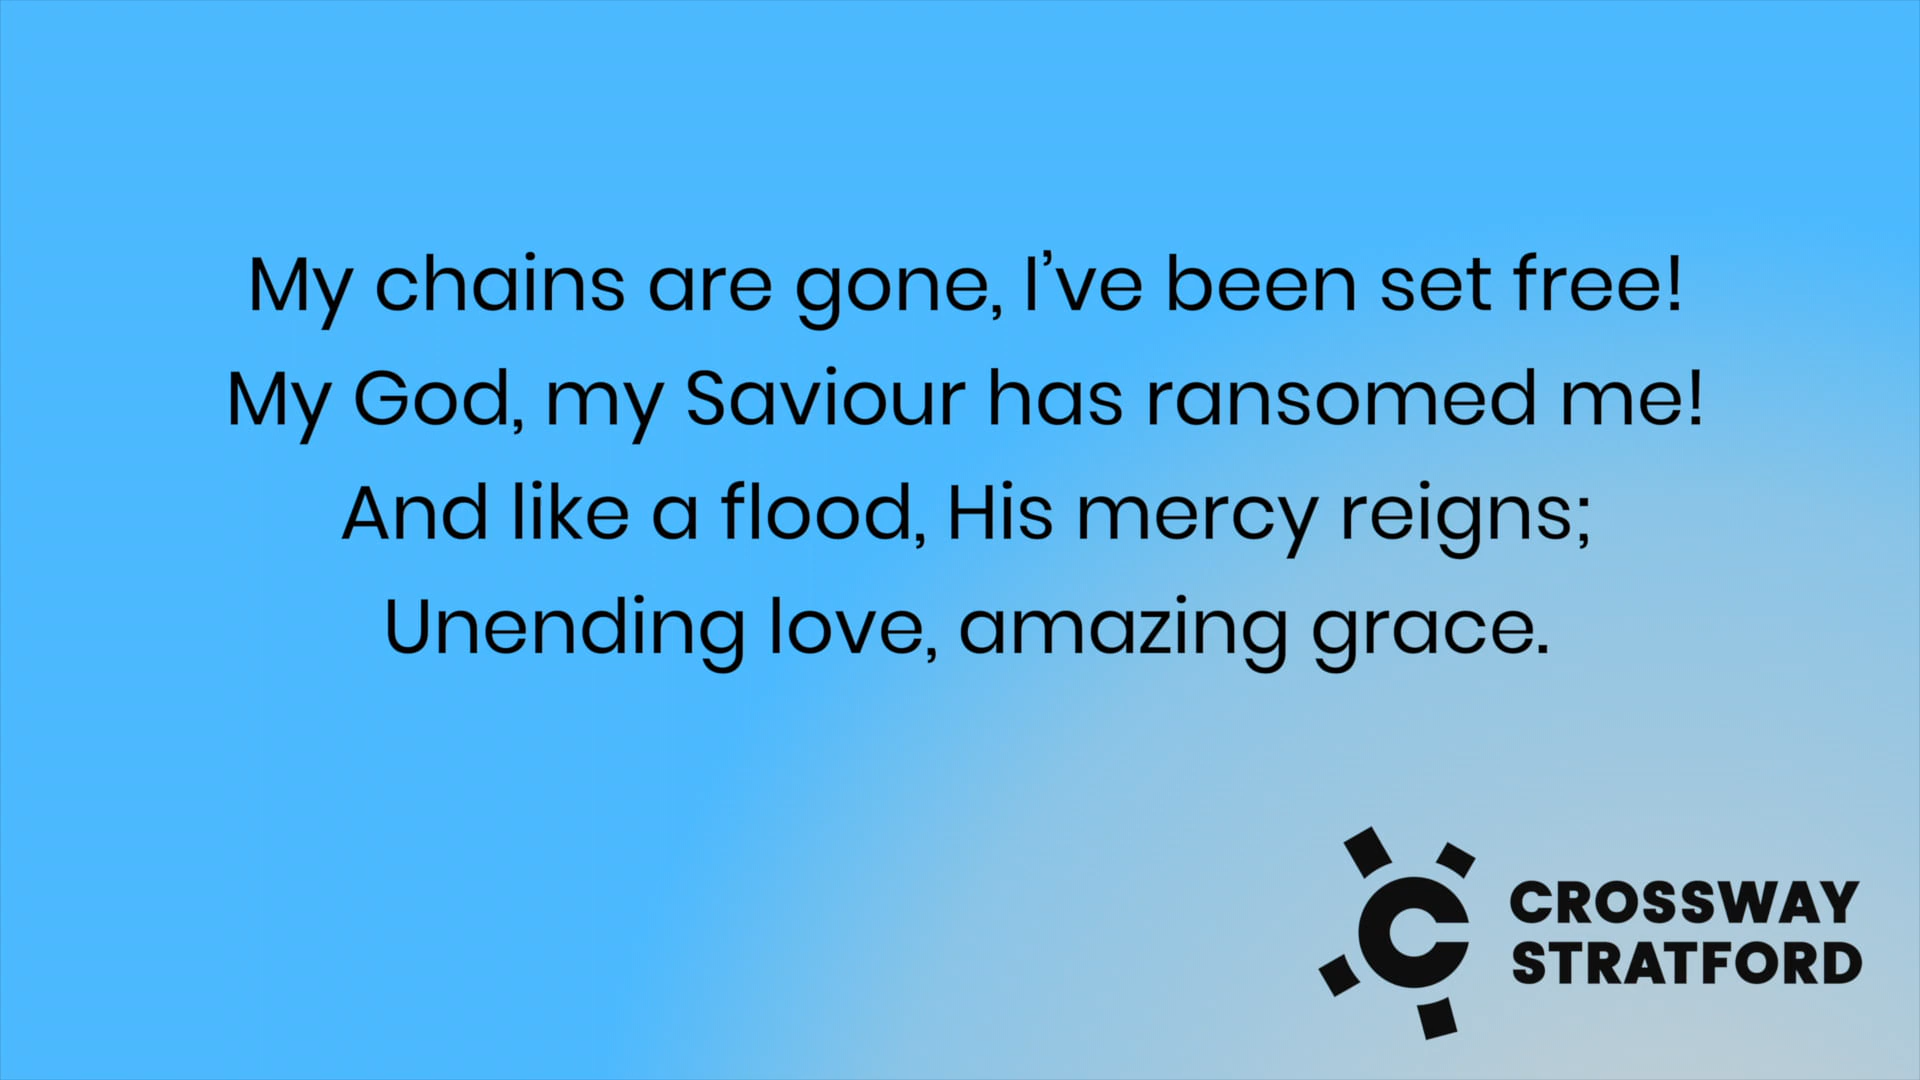 My chains are gone, I’ve been set free!
My God, my Saviour has ransomed me!
And like a flood, His mercy reigns;
Unending love, amazing grace.
CROSSWAY
STRATFORD